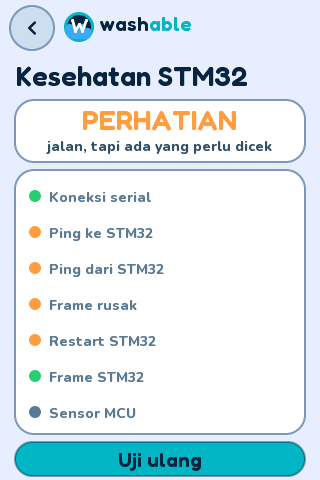 washable
Kesehatan STM32
PERHATIAN
jalan, tapi ada yang perlu dicek
Koneksi serial
Ping ke STM32
Ping dari STM32
Frame rusak
Restart STM32
Frame STM32
Sensor MCU
Uji ulang